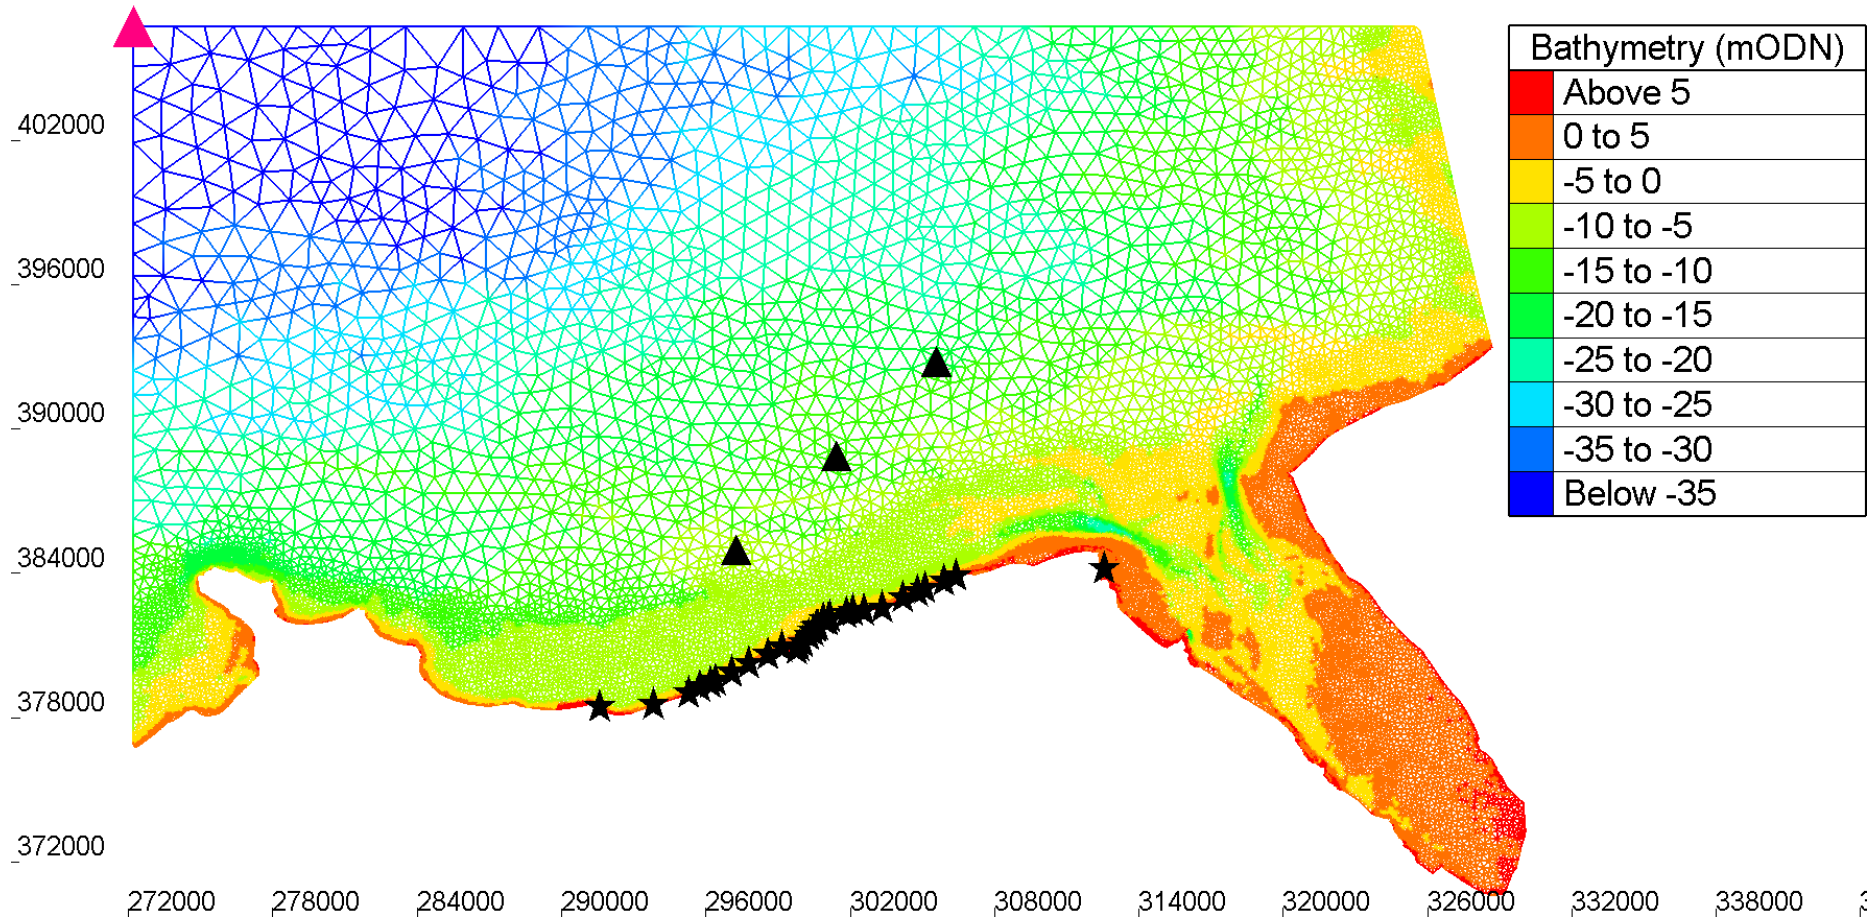 Bathymetry (mODN)
Above 5
0 to 5
-5 to 0
-10 to -5
-15 to -10
-20 to -15
-25 to -20
-30 to -25
-35 to -30
Below -35
402000
396000
390000
384000
378000
372000
272000 278000 284000 290000 296000 302000 308000 314000 320000 326000 332000 338000